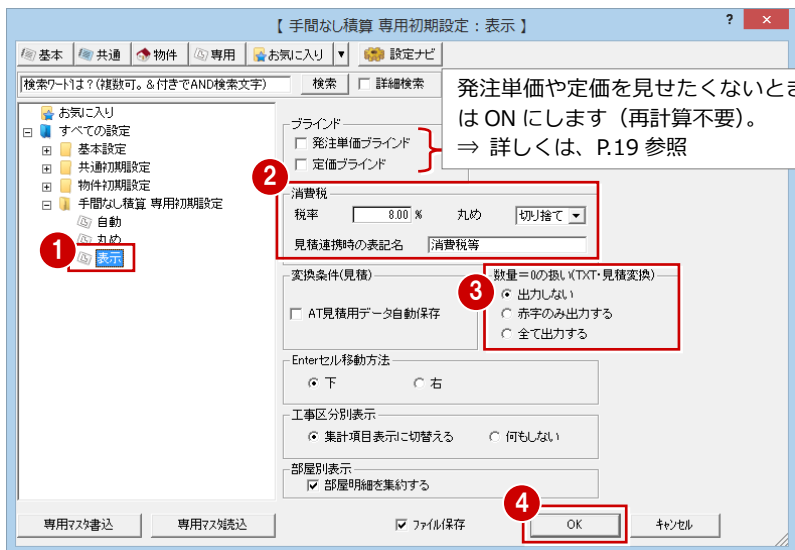 【 手間なし積算 専用初期設定：表示 】
? ×
基本 共通 物件 専用 お気に入り ▼ 設定ナビ
検索ワードは？(複数可。＆付きでAND検索文字) 検索 詳細検索
発注単価や定価を見せたくないとき
は ON にします（再計算不要）。
⇒ 詳しくは、P.19 参照
お気に入り
すべての設定
基本設定
共通初期設定
物件初期設定
手間なし積算 専用初期設定
自動
丸め
1
表示
ブラインド
発注単価ブラインド
定価ブラインド
2
消費税
税率 8.00 % 丸め 切り捨て
見積連携時の表記名 消費税等
変換条件(見積)
AT見積用データ自動保存
3
数量＝0の扱い(TXT・見積変換)
出力しない
赤字のみ出力する
全て出力する
Enterセル移動方法
下 右
工事区分別表示
集計項目表示に切替える 何もしない
部屋別表示
部屋明細を集約する
4
専用マスタ書込 専用マスタ読込 ファイル保存 OK キャンセル